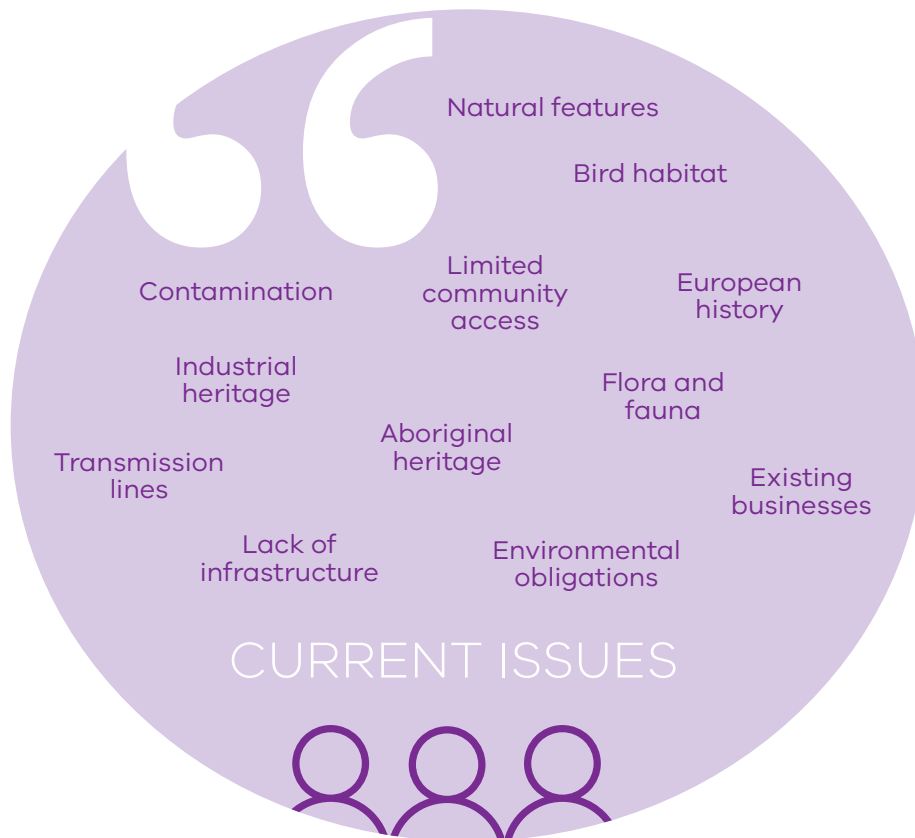 Natural features
Bird habitat
Contamination
Limited
community
access
European
history
Industrial
heritage
Flora and
fauna
Aboriginal
heritage
Transmission
lines
Existing
businesses
Lack of
infrastructure
Environmental
obligations
CURRENT ISSUES